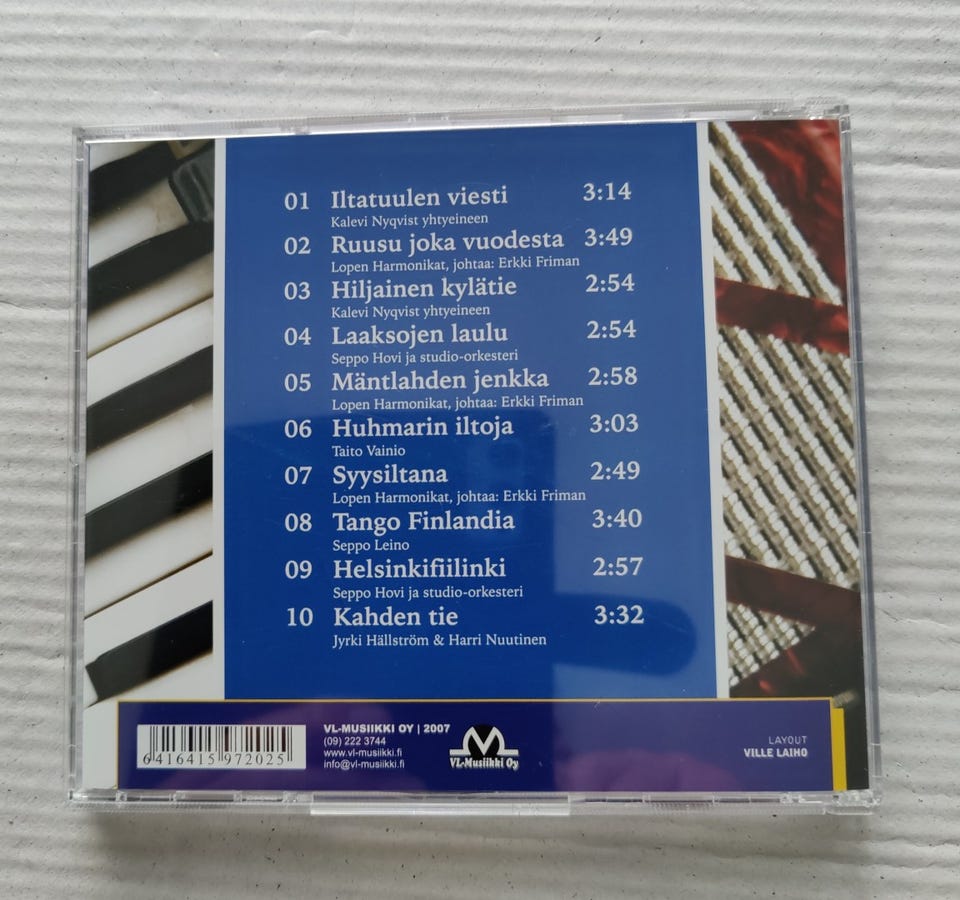 01 Iltatuulen viesti 3:14
Kalevi Nyqvist yhtyeineen
02 Ruusu joka vuodesta 3:49
Lopen Harmonikat, johtaa: Erkki Friman
03 Hiljainen kylätie 2:54
Kalevi Nyqvist yhtyeineen
04 Laaksojen laulu 2:54
Seppo Hovi ja studio-orkesteri
05 Mäntlahden jenkka 2:58
Lopen Harmonikat, johtaa: Erkki Friman
06 Huhmarin iltoja 3:03
Taito Vainio
07 Syysiltana 2:49
Lopen Harmonikat, johtaa: Erkki Friman
08 Tango Finlandia 3:40
Seppo Leino
09 Helsinkifiilinki 2:57
Seppo Hovi ja studio-orkesteri
10 Kahden tie 3:32
Jyrki Hällström & Harri Nuutinen
6 416415 972025
VL-MUSIIKKI OY | 2007
(09) 222 3744
www.vl-musiikki.fi
info@vl-musiikki.fi
VL-Musiikki Oy
LAYOUT
VILLE LAIHO